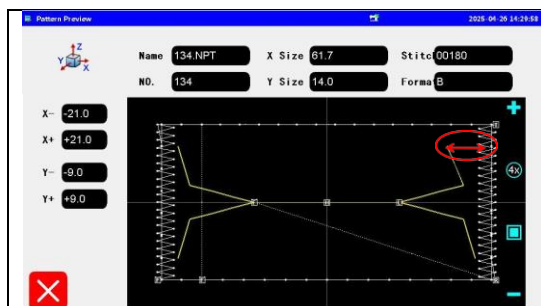 Pattern Preview 2025-04-26 14:29:58
Z
Y X
Name 134.NPT X Size 61.7 Stitc 00180
NO. 134 Y Size 14.0 Forma B
X- -21.0
X+ +21.0
Y- -9.0
Y+ +9.0
4x